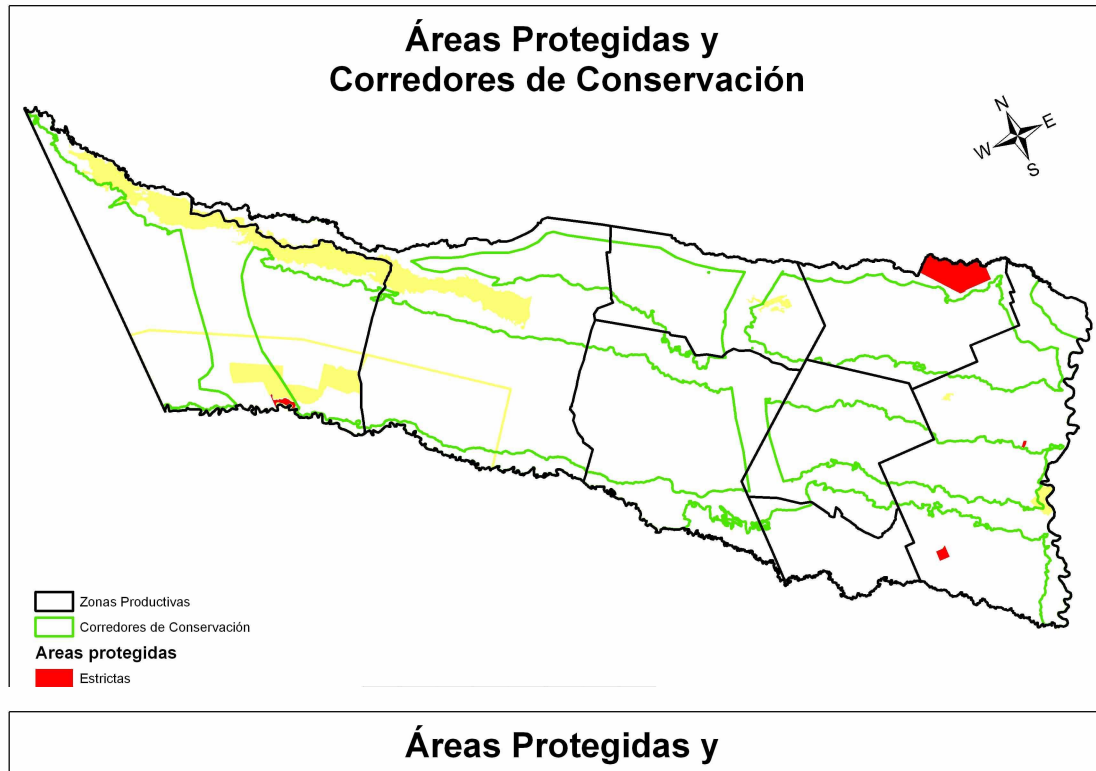 Áreas Protegidas y
Corredores de Conservación
N
E
W
S
Zonas Productivas
Corredores de Conservación
Areas protegidas
Estrictas
Áreas Protegidas y